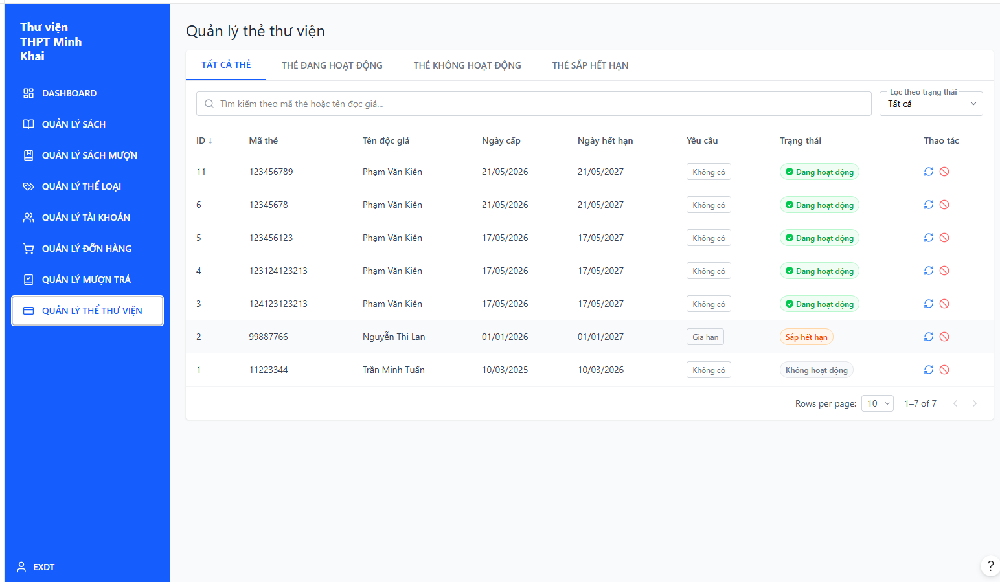 Thư viện
THPT Minh
Khai
DASHBOARD
QUẢN LÝ SÁCH
QUẢN LÝ SÁCH MƯỢN
QUẢN LÝ THỂ LOẠI
QUẢN LÝ TÀI KHOẢN
QUẢN LÝ ĐƠN HÀNG
QUẢN LÝ MƯỢN TRẢ
QUẢN LÝ THẺ THƯ VIỆN
EXDT
Quản lý thẻ thư viện
TẤT CẢ THẺ THẺ ĐANG HOẠT ĐỘNG THẺ KHÔNG HOẠT ĐỘNG THẺ SẮP HẾT HẠN
Tìm kiếm theo mã thẻ hoặc tên đọc giả...
Lọc theo trạng thái
Tất cả
ID ↓ Mã thẻ Tên độc giả Ngày cấp Ngày hết hạn Yêu cầu Trạng thái Thao tác
11 123456789 Phạm Văn Kiên 21/05/2026 21/05/2027 Không có Đang hoạt động
6 12345678 Phạm Văn Kiên 21/05/2026 21/05/2027 Không có Đang hoạt động
5 123456123 Phạm Văn Kiên 17/05/2026 17/05/2027 Không có Đang hoạt động
4 123124123213 Phạm Văn Kiên 17/05/2026 17/05/2027 Không có Đang hoạt động
3 124123123213 Phạm Văn Kiên 17/05/2026 17/05/2027 Không có Đang hoạt động
2 99887766 Nguyễn Thị Lan 01/01/2026 01/01/2027 Gia hạn Sắp hết hạn
1 11223344 Trần Minh Tuấn 10/03/2025 10/03/2026 Không có Không hoạt động
Rows per page: 10 1–7 of 7
?